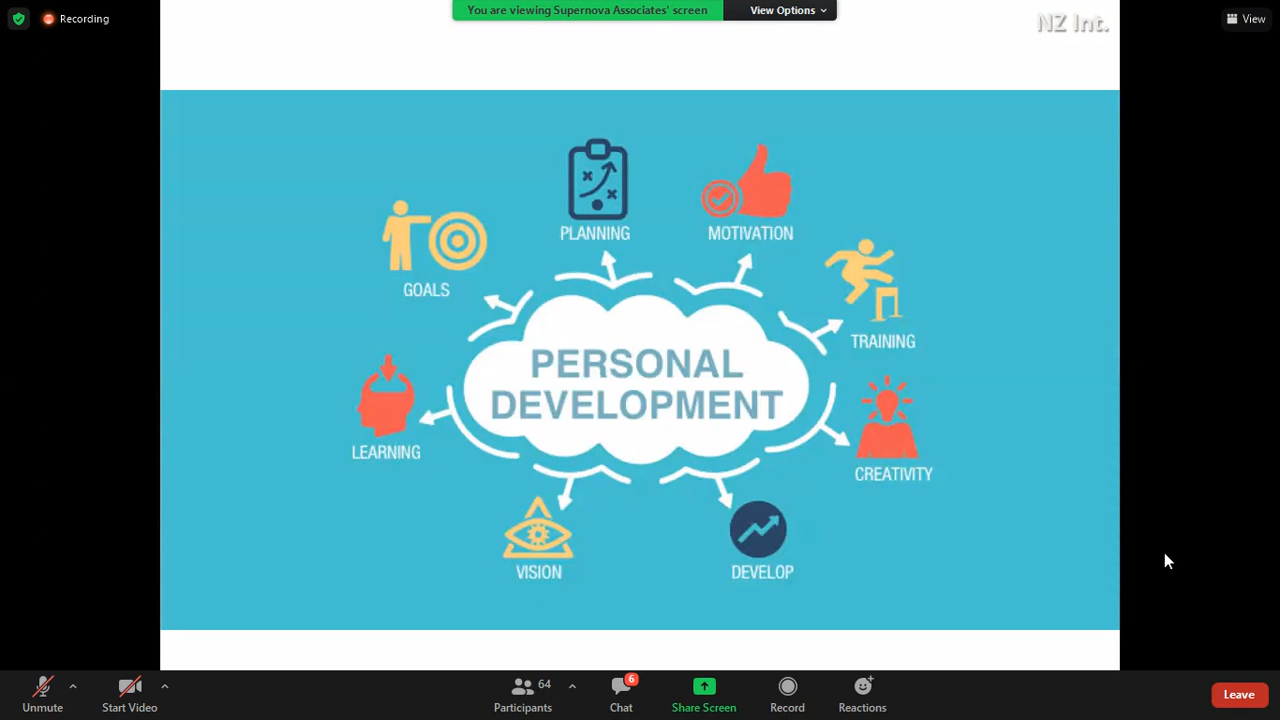 Recording
You are viewing Supernova Associates' screen
View Options
NZ Int.
View
PLANNING
MOTIVATION
GOALS
TRAINING
PERSONAL
DEVELOPMENT
LEARNING
CREATIVITY
VISION
DEVELOP
Unmute
Start Video
64
Participants
6
Chat
Share Screen
Record
Reactions
Leave